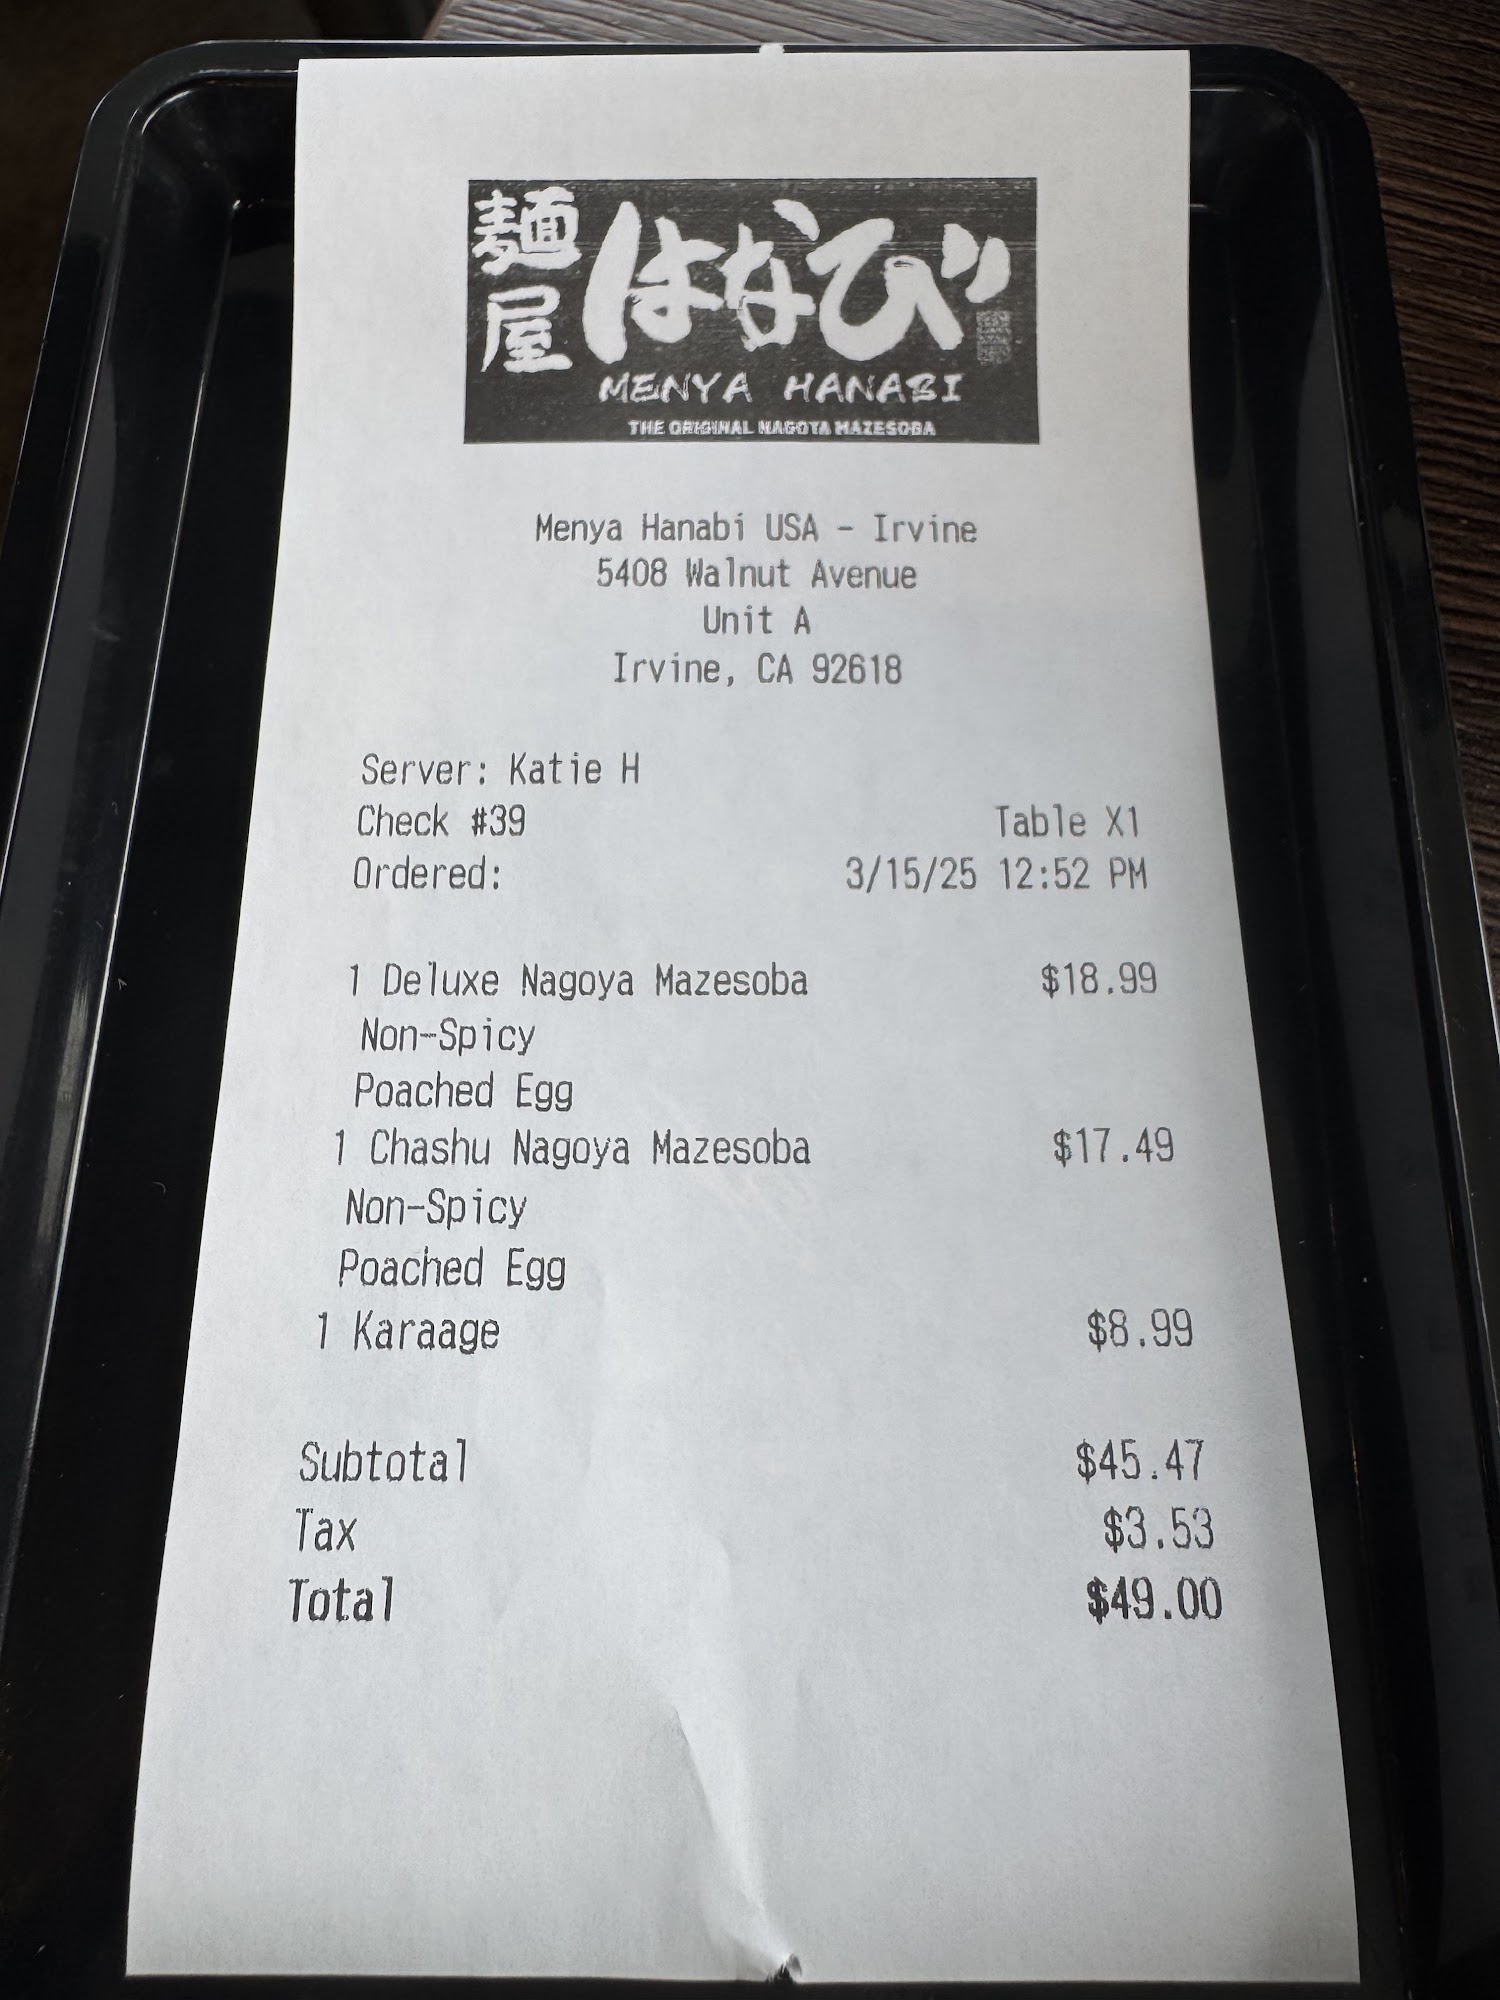 麺屋
はなび
MENYA HANABI
THE ORIGINAL NAGOYA MAZESOBA
Menya Hanabi USA - Irvine
5408 Walnut Avenue
Unit A
Irvine, CA 92618
Server: Katie H
Check #39 Table X1
Ordered: 3/15/25 12:52 PM
1 Deluxe Nagoya Mazesoba $18.99
Non-Spicy
Poached Egg
1 Chashu Nagoya Mazesoba $17.49
Non-Spicy
Poached Egg
1 Karaage $8.99
Subtotal $45.47
Tax $3.53
Total $49.00